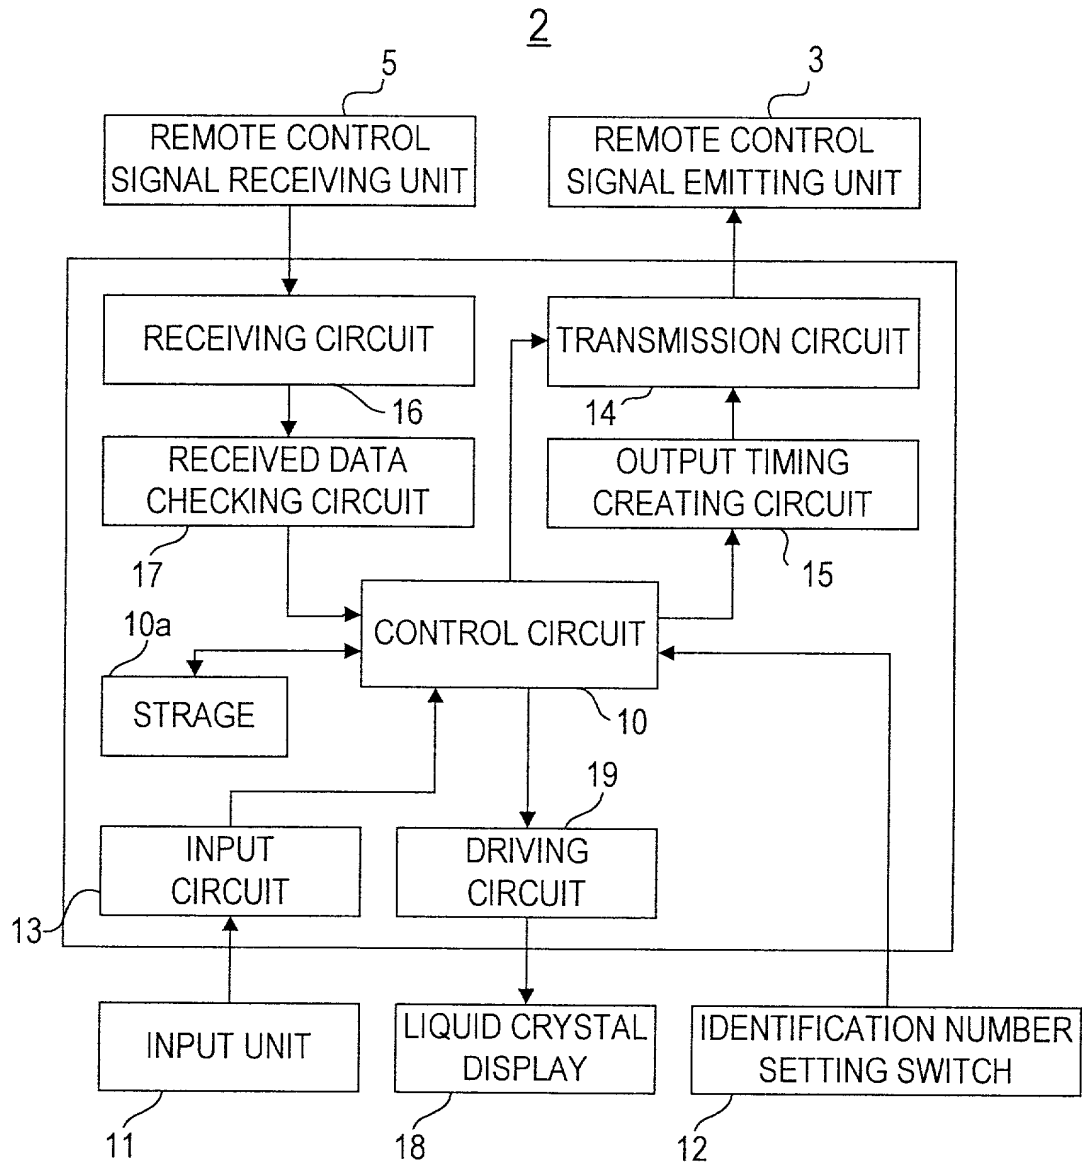 2
5
3
REMOTE CONTROL
SIGNAL RECEIVING UNIT
REMOTE CONTROL
SIGNAL EMITTING UNIT
RECEIVING CIRCUIT
16
TRANSMISSION CIRCUIT
14
RECEIVED DATA
CHECKING CIRCUIT
17
OUTPUT TIMING
CREATING CIRCUIT
15
CONTROL CIRCUIT
10
10a
STRAGE
19
INPUT
CIRCUIT
13
DRIVING
CIRCUIT
INPUT UNIT
11
LIQUID CRYSTAL
DISPLAY
18
IDENTIFICATION NUMBER
SETTING SWITCH
12